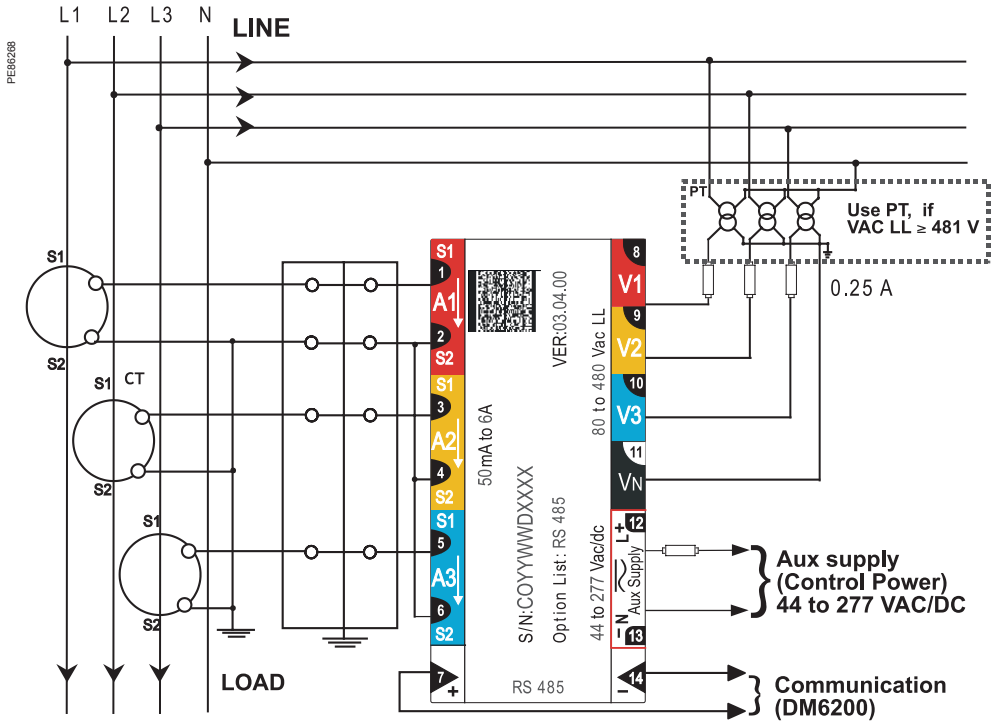 L1 L2 L3 N
LINE
PE86268
PT
Use PT, if
VAC LL ≥ 481 V
0.25 A
S1
S2
S1
CT
S2
S1
S2
LOAD
S1
1
A1
2
S2
S1
3
A2
4
S2
S1
5
A3
6
S2
7
+
50mA to 6A
S/N:COYYWWDXXXX
VER:03.04.00
Option List: RS 485
80 to 480 Vac LL
44 to 277 Vac/dc
RS 485
8
V1
9
V2
10
V3
11
VN
L+ 12
Aux Supply
– N 13
14
–
Aux supply
(Control Power)
44 to 277 VAC/DC
Communication
(DM6200)